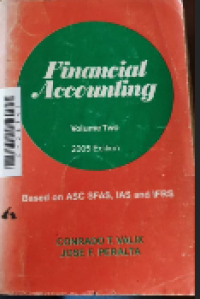 Financial
Accounting
Volume Two
2005 Edition
Based on ASC SFAS, IAS and IFRS
CONRADO T. VALIX
JOSE F. PERALTA